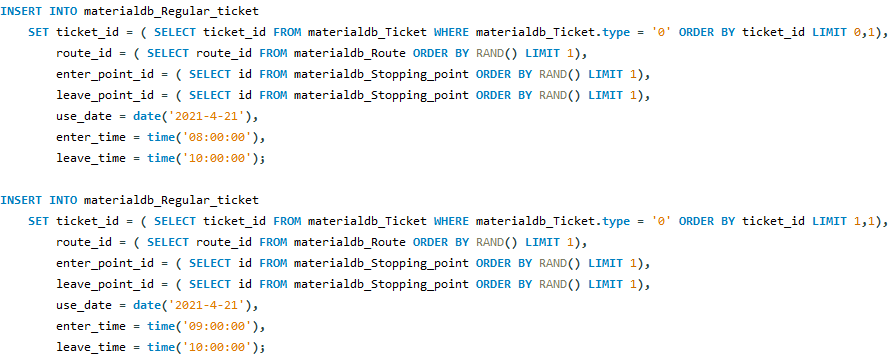 INSERT INTO materialdb_Regular_ticket
SET ticket_id = ( SELECT ticket_id FROM materialdb_Ticket WHERE materialdb_Ticket.type = '0' ORDER BY ticket_id LIMIT 0,1),
route_id = ( SELECT route_id FROM materialdb_Route ORDER BY RAND() LIMIT 1),
enter_point_id = ( SELECT id FROM materialdb_Stopping_point ORDER BY RAND() LIMIT 1),
leave_point_id = ( SELECT id FROM materialdb_Stopping_point ORDER BY RAND() LIMIT 1),
use_date = date('2021-4-21'),
enter_time = time('08:00:00'),
leave_time = time('10:00:00');
INSERT INTO materialdb_Regular_ticket
SET ticket_id = ( SELECT ticket_id FROM materialdb_Ticket WHERE materialdb_Ticket.type = '0' ORDER BY ticket_id LIMIT 1,1),
route_id = ( SELECT route_id FROM materialdb_Route ORDER BY RAND() LIMIT 1),
enter_point_id = ( SELECT id FROM materialdb_Stopping_point ORDER BY RAND() LIMIT 1),
leave_point_id = ( SELECT id FROM materialdb_Stopping_point ORDER BY RAND() LIMIT 1),
use_date = date('2021-4-21'),
enter_time = time('09:00:00'),
leave_time = time('10:00:00');